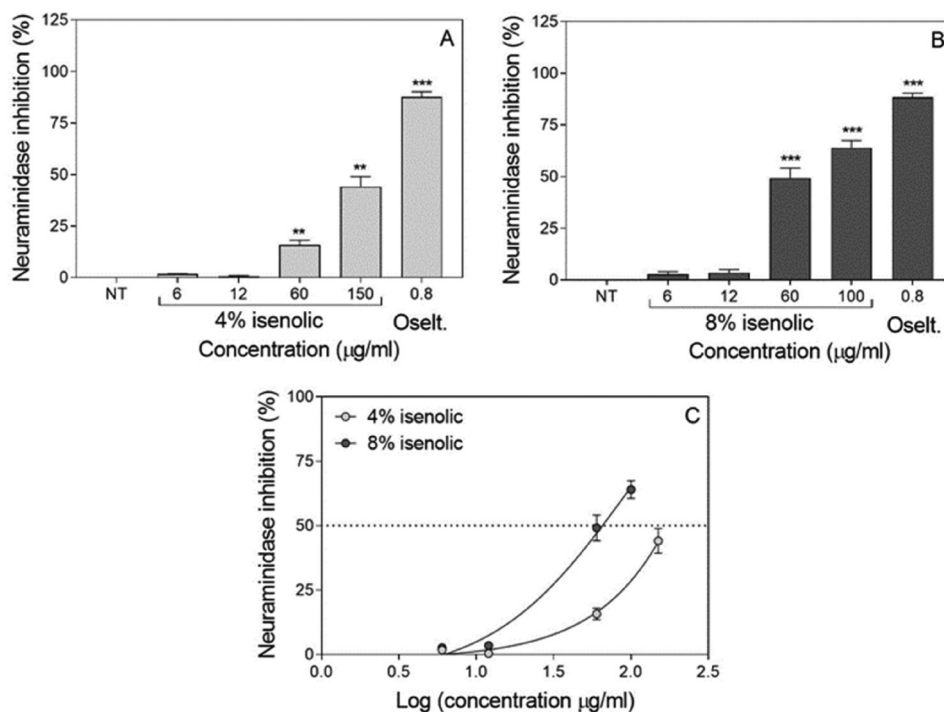 A
Neuraminidase inhibition (%)
125
100
75
50
25
0
**
**
***
NT 6 12 60 150 0.8
4% isenolic Oselt.
Concentration (μg/ml)
B
Neuraminidase inhibition (%)
125
100
75
50
25
0
***
***
***
NT 6 12 60 100 0.8
8% isenolic Oselt.
Concentration (μg/ml)
C
Neuraminidase inhibition (%)
100
75
50
25
0
4% isenolic
8% isenolic
0.0 0.5 1.0 1.5 2.0 2.5
Log (concentration μg/ml)